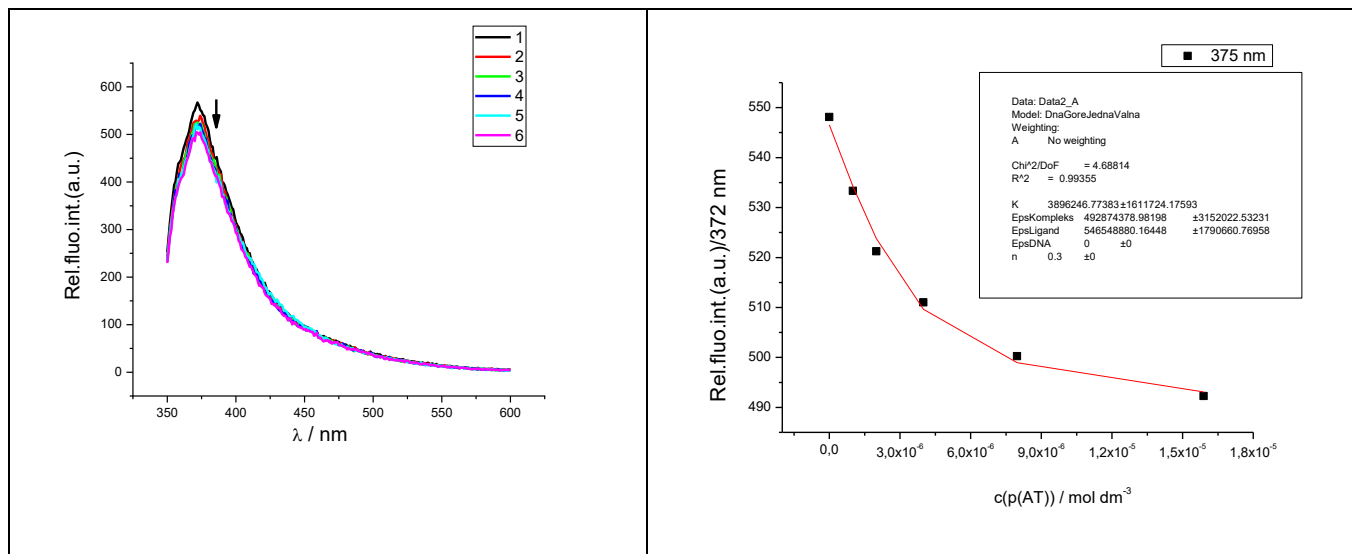 1
2
3
4
5
6
600
500
400
300
200
100
0
Rel.fluo.int.(a.u.)
350 400 450 500 550 600
λ / nm
375 nm
Data: Data2_A
Model: DnaGoreJednaValna
Weighting:
A No weighting
Chi^2/DoF = 4.68814
R^2 = 0.99355
K 3896246.77383±1611724.17593
EpsKompleks 492874378.98198 ±3152022.53231
EpsLigand 546548880.16448 ±1790660.76958
EpsDNA 0 ±0
n 0.3 ±0
550
540
530
520
510
500
490
Rel.fluo.int.(a.u.)/372 nm
0,0 3,0x10⁻⁶ 6,0x10⁻⁶ 9,0x10⁻⁶ 1,2x10⁻⁵ 1,5x10⁻⁵ 1,8x10⁻⁵
c(p(AT)) / mol dm⁻³